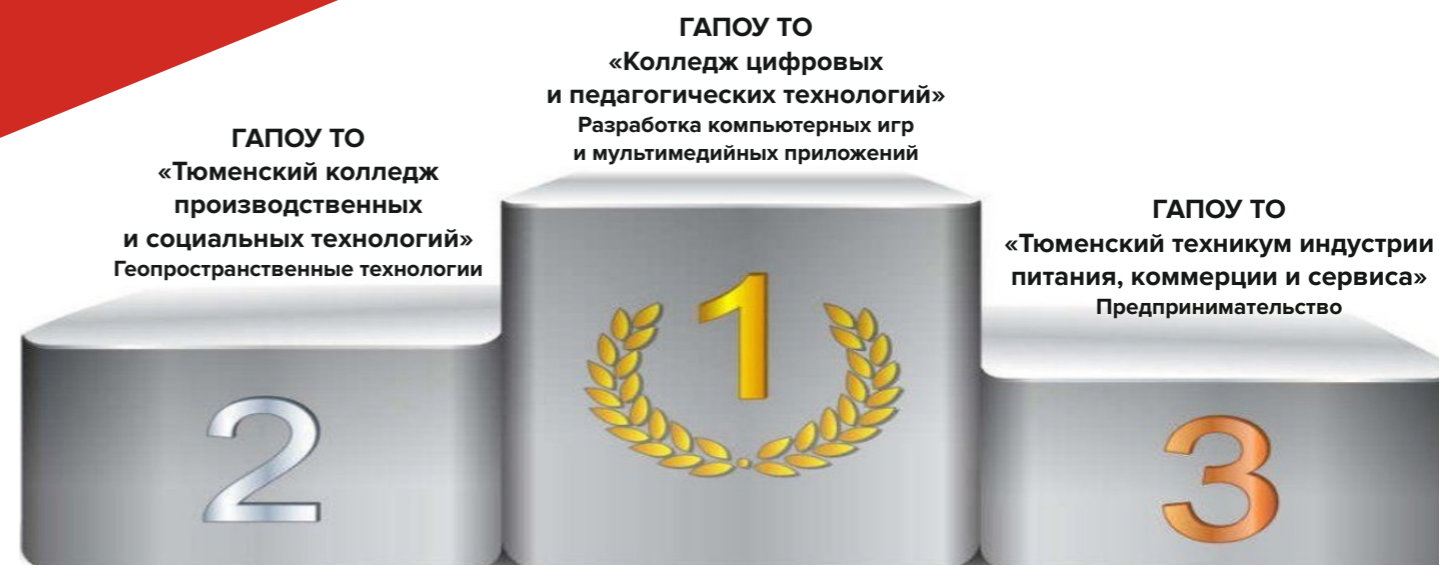 ГАПОУ ТО
«Колледж цифровых
и педагогических технологий»
Разработка компьютерных игр
и мультимедийных приложений
ГАПОУ ТО
«Тюменский колледж
производственных
и социальных технологий»
Геопространственные технологии
ГАПОУ ТО
«Тюменский техникум индустрии
питания, коммерции и сервиса»
Предпринимательство
1
2
3